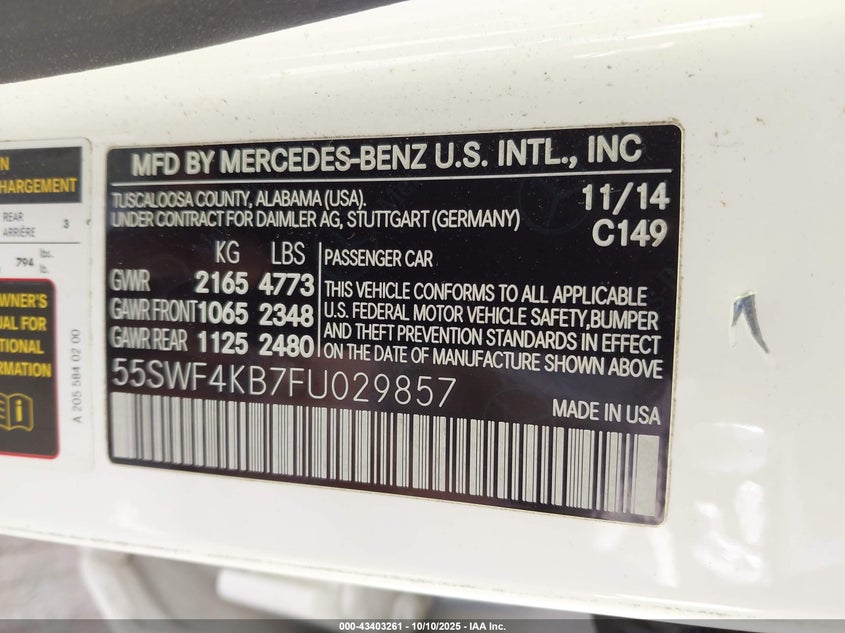 N
HARGEMENT
REAR 3
ARRIÈRE
794 lbs.
lb.
WNER'S
UAL FOR
TIONAL
RMATION
A 205 584 02 00
MFD BY MERCEDES-BENZ U.S. INTL., INC
TUSCALOOSA COUNTY, ALABAMA (USA). 11/14
UNDER CONTRACT FOR DAIMLER AG, STUTTGART (GERMANY) C149
KG LBS
GVWR 2165 4773
GAWR FRONT 1065 2348
GAWR REAR 1125 2480
PASSENGER CAR
THIS VEHICLE CONFORMS TO ALL APPLICABLE
U.S. FEDERAL MOTOR VEHICLE SAFETY,BUMPER
AND THEFT PREVENTION STANDARDS IN EFFECT
ON THE DATE OF MANUFACTURE SHOWN ABOVE
55SWF4KB7FU029857
MADE IN USA
000-43403261 - 10/10/2025 - IAA Inc.